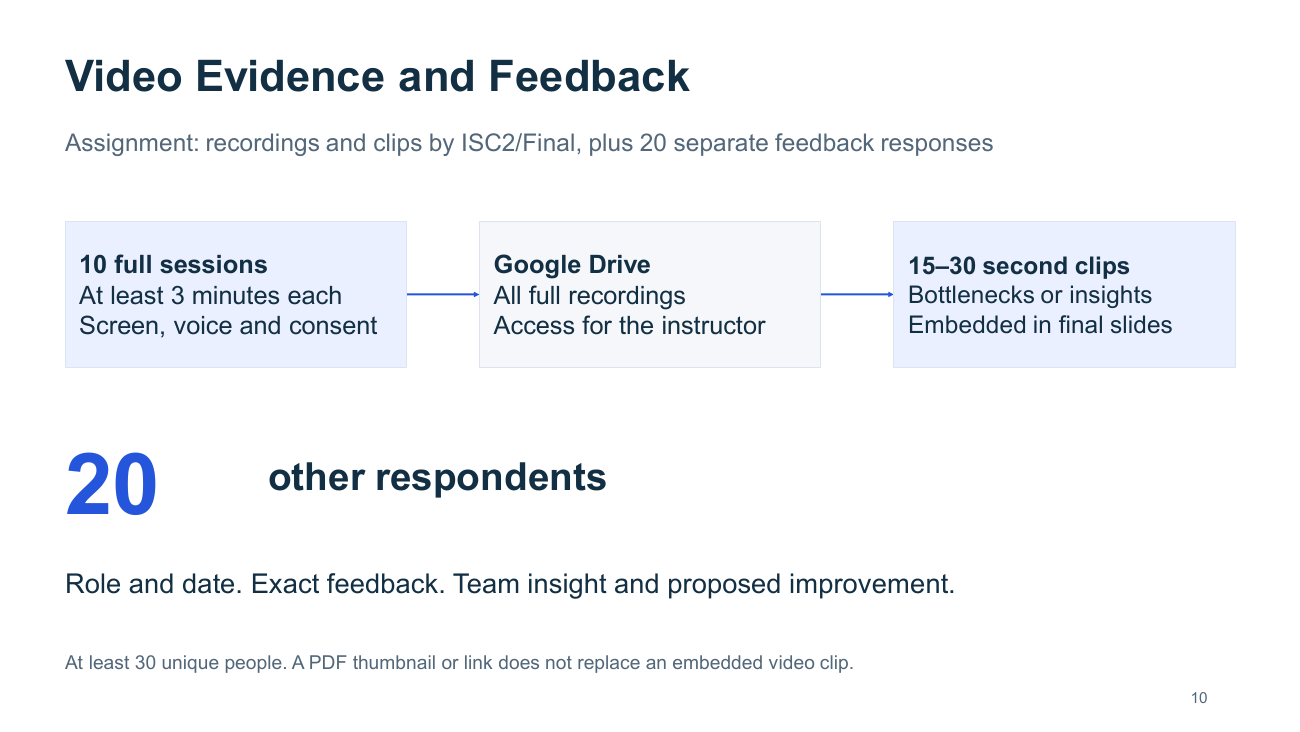 Video Evidence and Feedback
Assignment: recordings and clips by ISC2/Final, plus 20 separate feedback responses
10 full sessions
At least 3 minutes each
Screen, voice and consent
Google Drive
All full recordings
Access for the instructor
15–30 second clips
Bottlenecks or insights
Embedded in final slides
20 other respondents
Role and date. Exact feedback. Team insight and proposed improvement.
At least 30 unique people. A PDF thumbnail or link does not replace an embedded video clip.
10